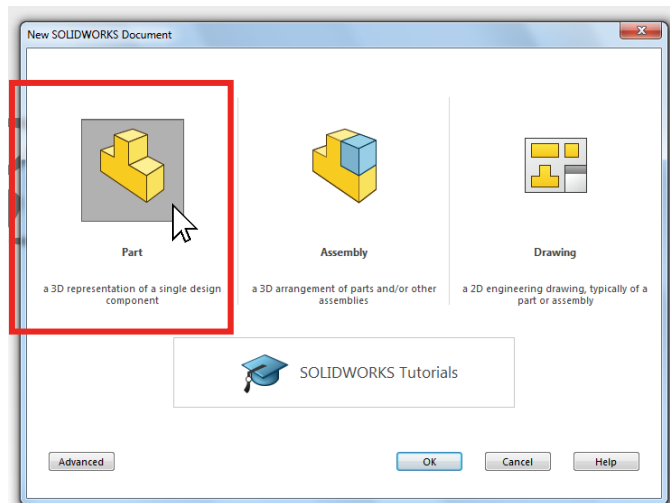 New SOLIDWORKS Document
Part
Assembly
Drawing
a 3D representation of a single design
component
a 3D arrangement of parts and/or other
assemblies
a 2D engineering drawing, typically of a
part or assembly
SOLIDWORKS Tutorials
Advanced
OK
Cancel
Help